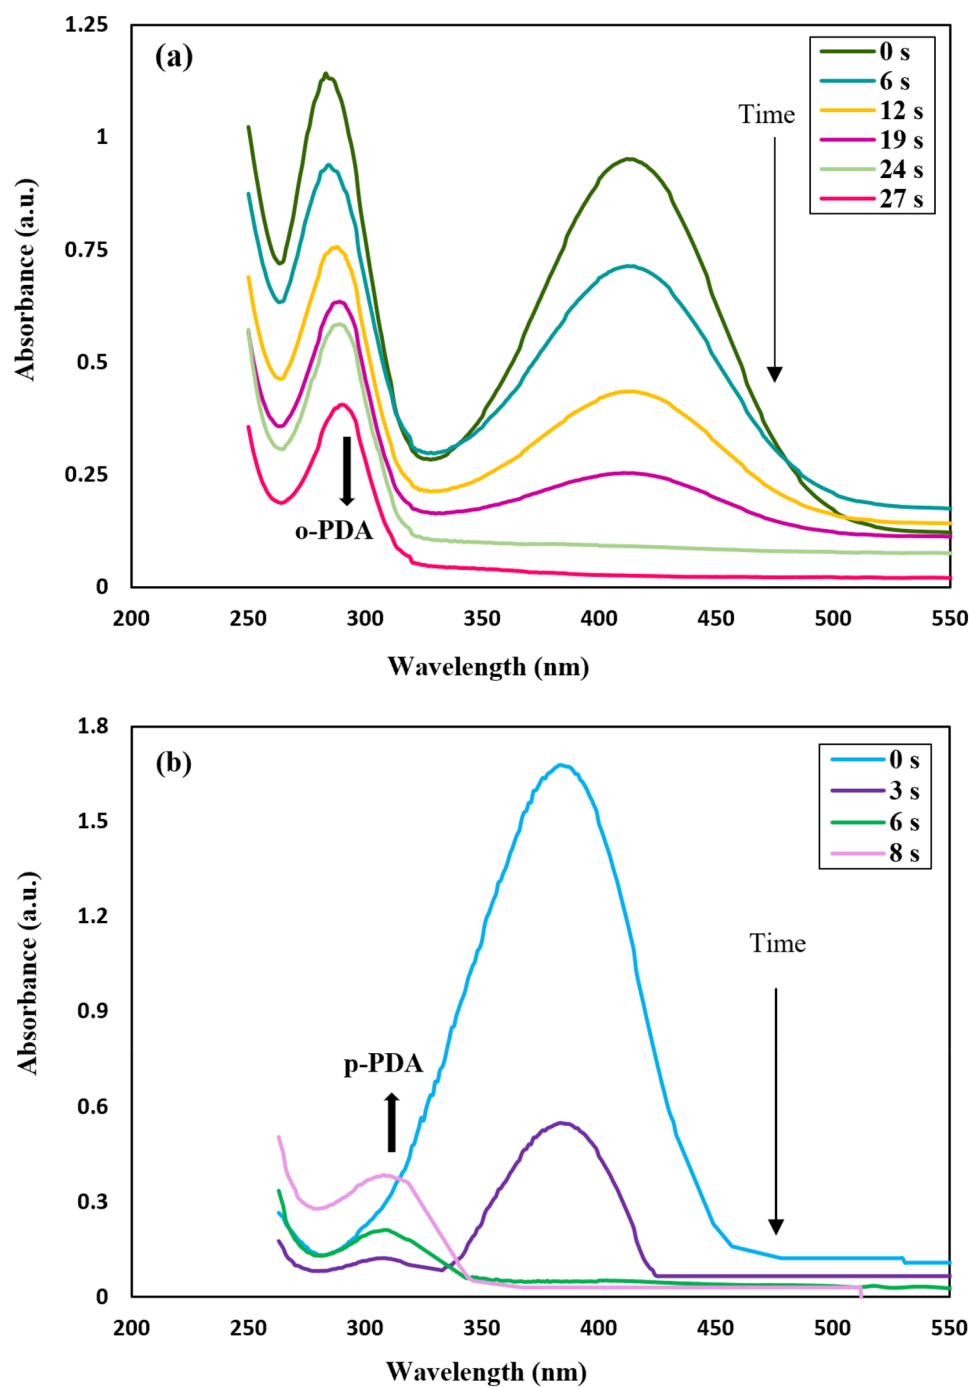 (a)
0 s
6 s
12 s
19 s
24 s
27 s
Time
o-PDA
1.25
1
0.75
0.5
0.25
0
Absorbance (a.u.)
200 250 300 350 400 450 500 550
Wavelength (nm)
(b)
0 s
3 s
6 s
8 s
Time
p-PDA
1.8
1.5
1.2
0.9
0.6
0.3
0
Absorbance (a.u.)
200 250 300 350 400 450 500 550
Wavelength (nm)